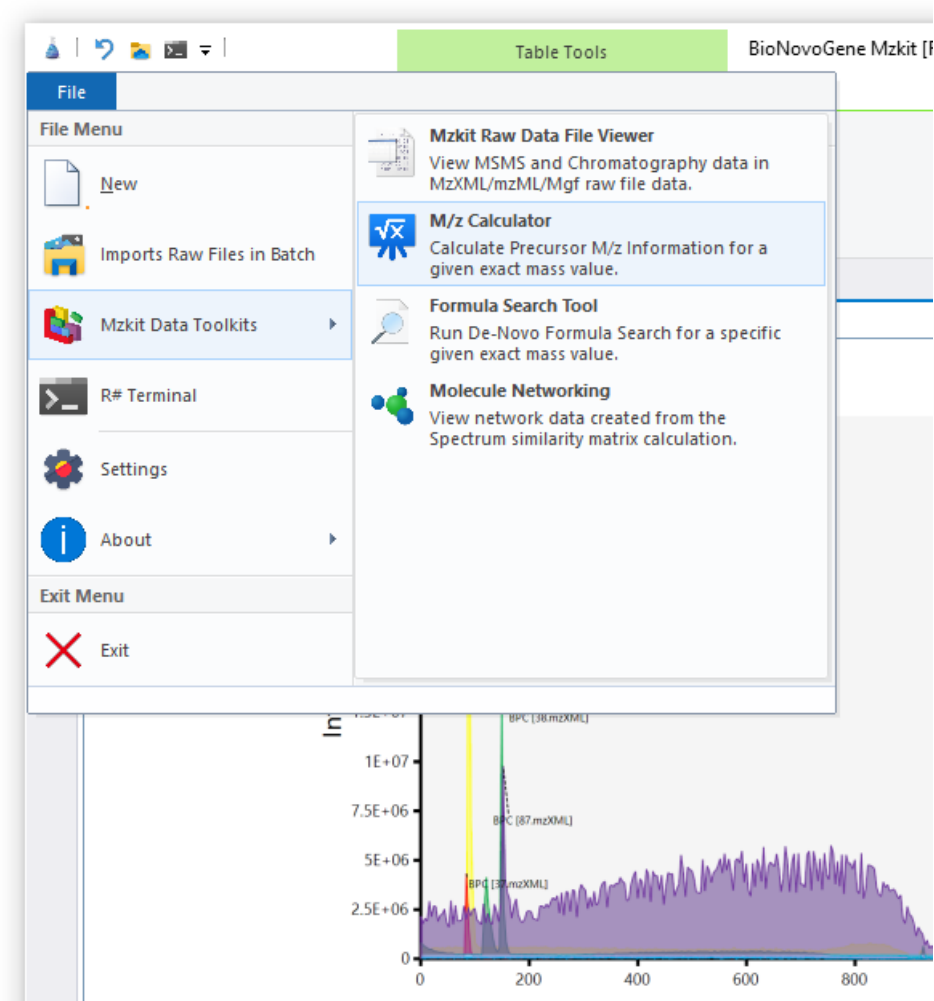 Table Tools
BioNovoGene Mzkit [
File
File Menu
New
Imports Raw Files in Batch
Mzkit Data Toolkits
R# Terminal
Settings
About
Exit Menu
Exit
Mzkit Raw Data File Viewer
View MSMS and Chromatography data in
MzXML/mzML/Mgf raw file data.
M/z Calculator
Calculate Precursor M/z Information for a
given exact mass value.
Formula Search Tool
Run De-Novo Formula Search for a specific
given exact mass value.
Molecule Networking
View network data created from the
Spectrum similarity matrix calculation.
BPC [38.mzXML]
1E+07
7.5E+06
BPC [87.mzXML]
5E+06
BPC [37.mzXML]
2.5E+06
0
0 200 400 600 800